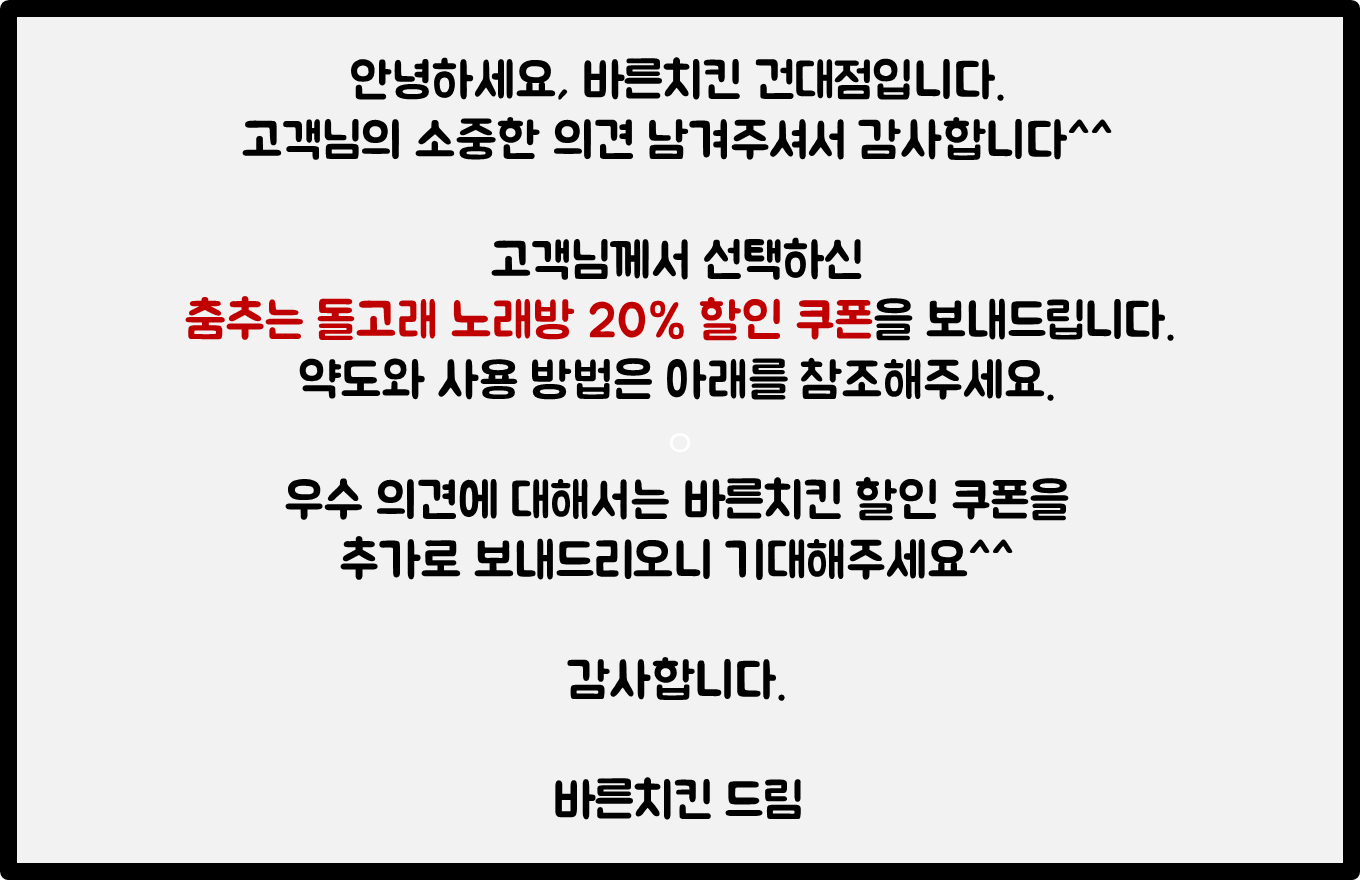 안녕하세요, 바른치킨 건대점입니다.
고객님의 소중한 의견 남겨주셔서 감사합니다^^
고객님께서 선택하신
춤추는 돌고래 노래방 20% 할인 쿠폰을 보내드립니다.
약도와 사용 방법은 아래를 참조해주세요.
우수 의견에 대해서는 바른치킨 할인 쿠폰을
추가로 보내드리오니 기대해주세요^^
감사합니다.
바른치킨 드림